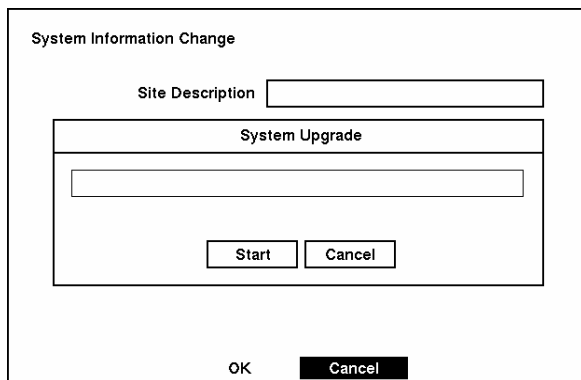 System Information Change
Site Description
System Upgrade
Start Cancel
OK Cancel